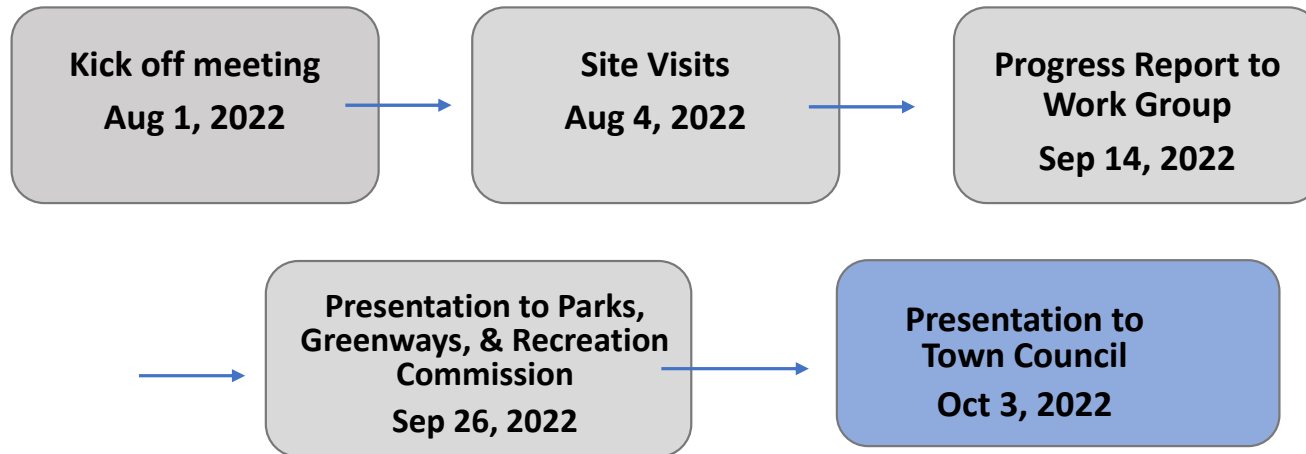 Kick off meeting
Aug 1, 2022
Site Visits
Aug 4, 2022
Progress Report to
Work Group
Sep 14, 2022
Presentation to Parks,
Greenways, & Recreation
Commission
Sep 26, 2022
Presentation to
Town Council
Oct 3, 2022